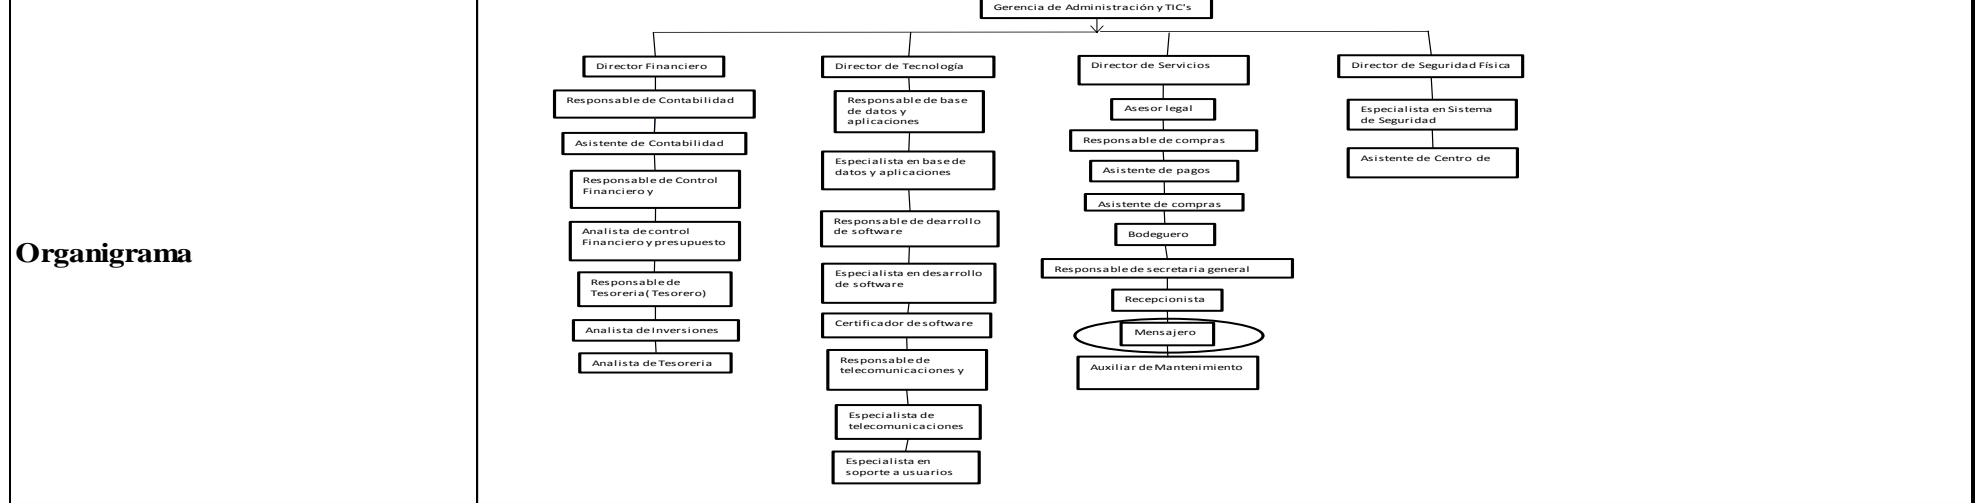 Gerencia de Administración y TIC's
Director Financiero
Responsable de Contabilidad
Asistente de Contabilidad
Responsable de Control
Financiero y
Analista de control
Financiero y presupuesto
Responsable de
Tesoreria( Tesorero)
Analista de Inversiones
Analista de Tesoreria
Director de Tecnología
Responsable de base
de datos y
aplicaciones
Especialista en base de
datos y aplicaciones
Responsable de dearrollo
de software
Especialista en desarrollo
de software
Certificador de software
Responsable de
telecomunicaciones y
Especialista de
telecomunicaciones
Especialista en
soporte a usuarios
Director de Servicios
Asesor legal
Responsable de compras
Asistente de pagos
Asistente de compras
Bodeguero
Responsable de secretaria general
Recepcionista
Mensajero
Auxiliar de Mantenimiento
Director de Seguridad Física
Especialista en Sistema
de Seguridad
Asistente de Centro de
Organigrama